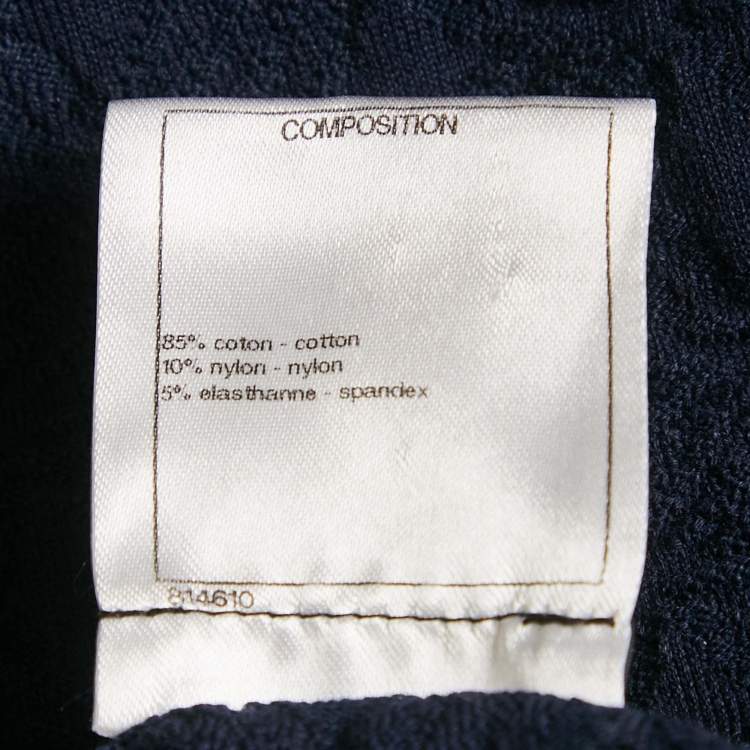 COMPOSITION
85% coton - cotton
10% nylon - nylon
5% elasthanne - spandex
814610